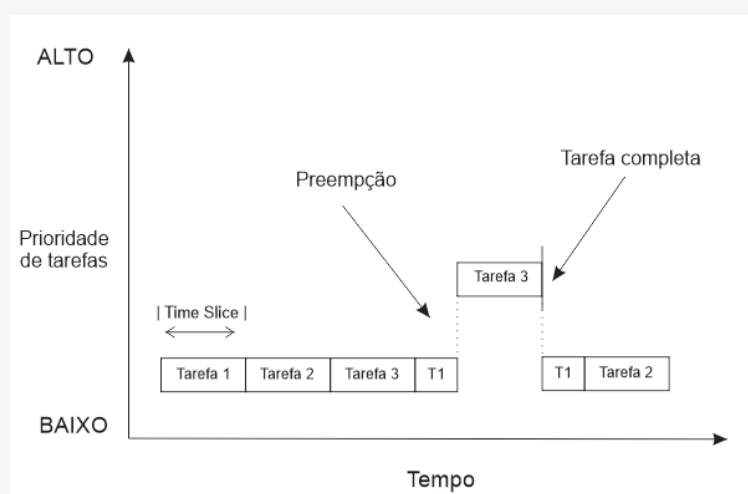 ALTO
Tarefa completa
Preempção
Prioridade
de tarefas
Tarefa 3
| Time Slice |
Tarefa 1
Tarefa 2
Tarefa 3
T1
T1
Tarefa 2
BAIXO
Tempo